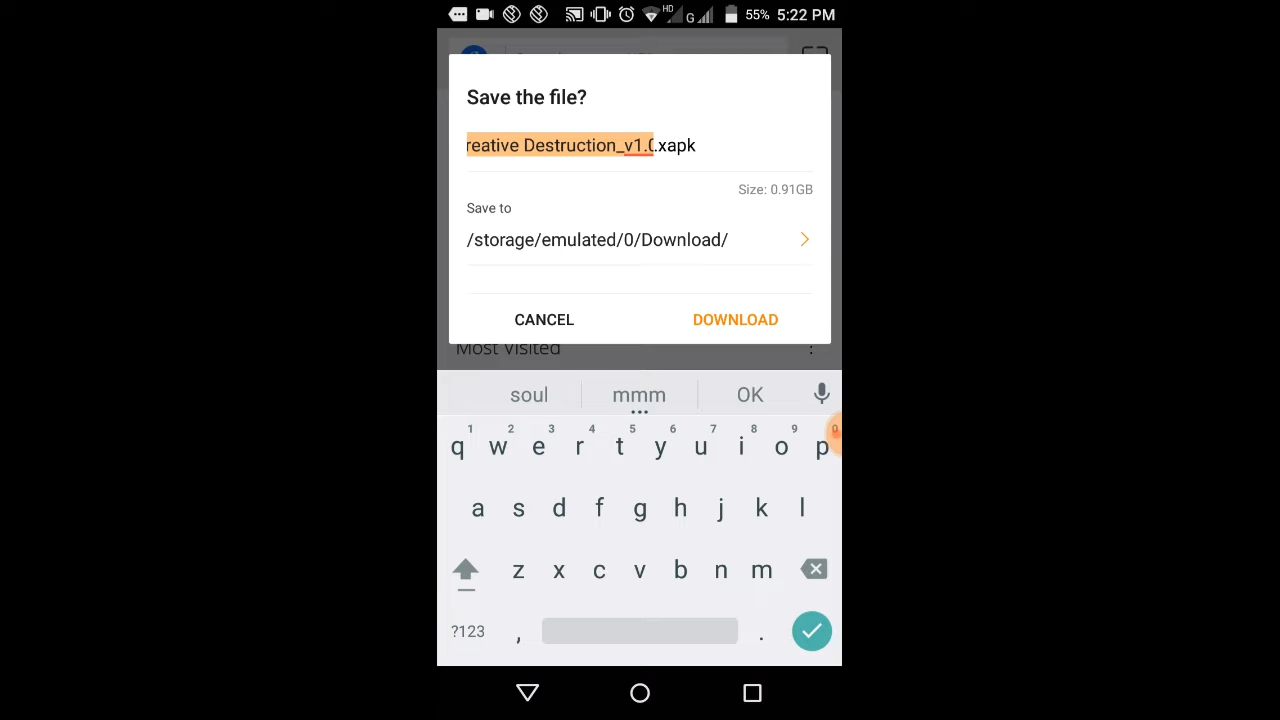 HD G 55% 5:22 PM
Save the file?
reative Destruction_v1.0.xapk
Size: 0.91GB
Save to
/storage/emulated/0/Download/
CANCEL DOWNLOAD
Most Visited
soul mmm OK
1 2 3 4 5 6 7 8 9 0
q w e r t y u i o p
a s d f g h j k l
z x c v b n m
?123 , .